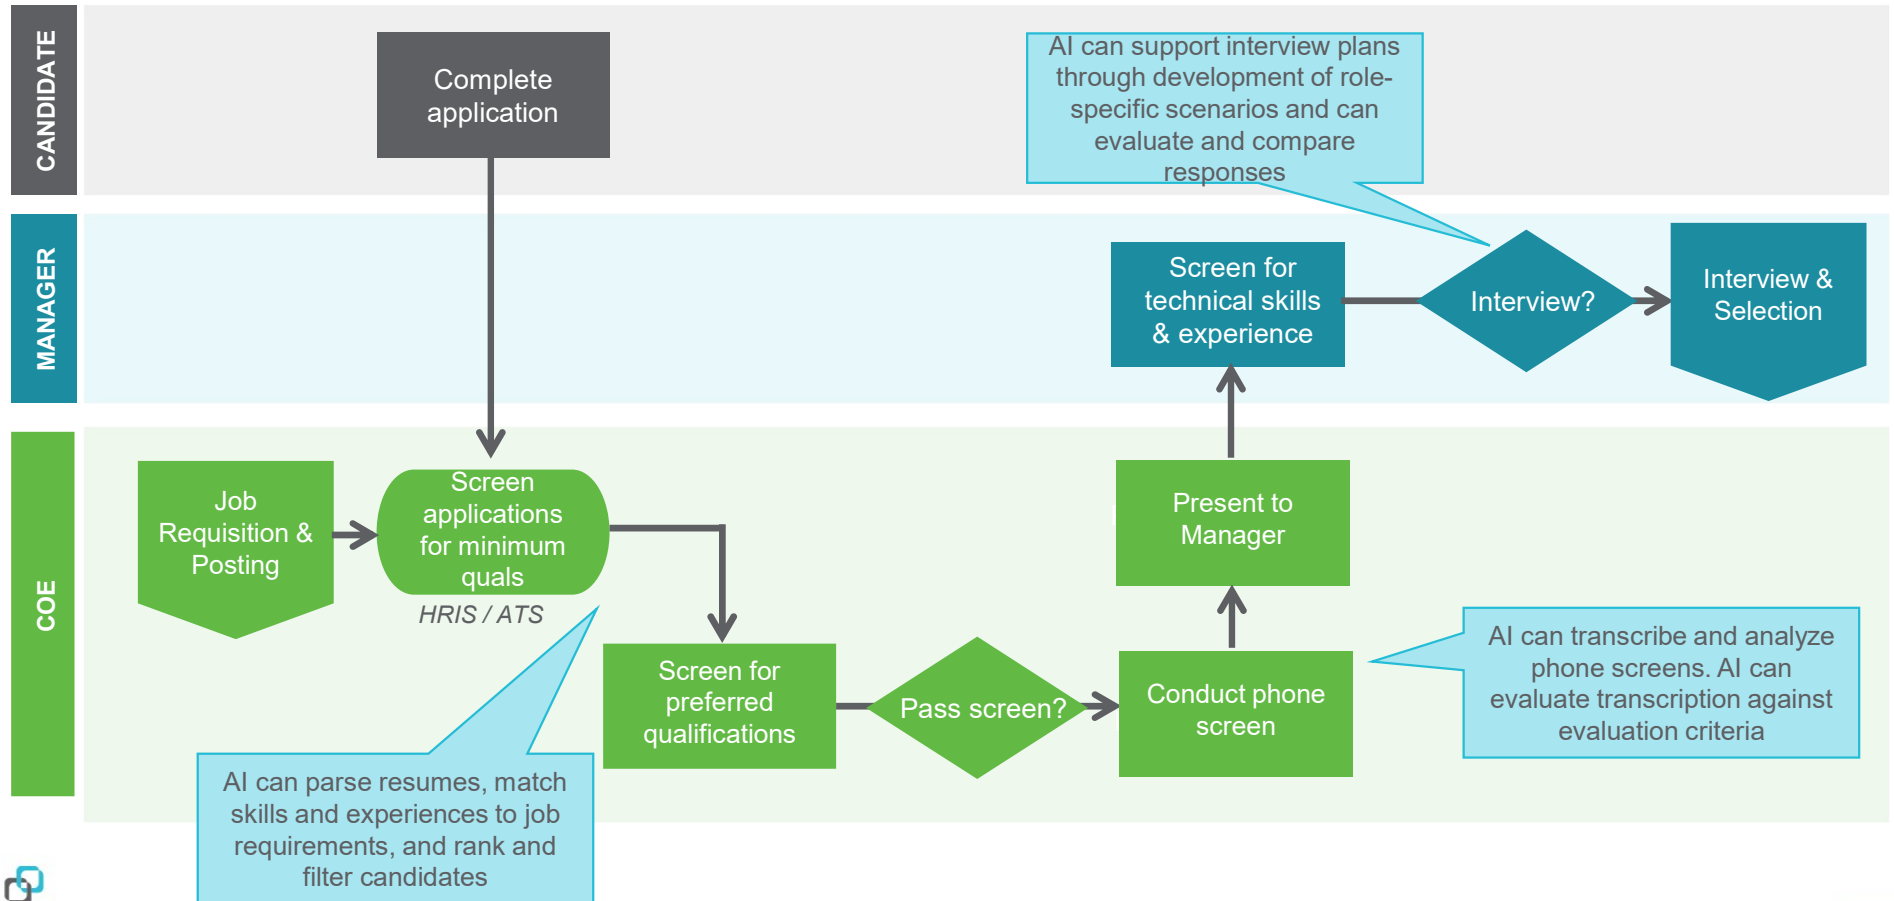 CANDIDATE
Complete
application
AI can support interview plans
through development of role-
specific scenarios and can
evaluate and compare
responses
MANAGER
Screen for
technical skills
& experience
Interview?
Interview &
Selection
COE
Job
Requisition &
Posting
Screen
applications
for minimum
quals
HRIS / ATS
Screen for
preferred
qualifications
Pass screen?
Conduct phone
screen
Present to
Manager
AI can transcribe and analyze
phone screens. AI can
evaluate transcription against
evaluation criteria
AI can parse resumes, match
skills and experiences to job
requirements, and rank and
filter candidates